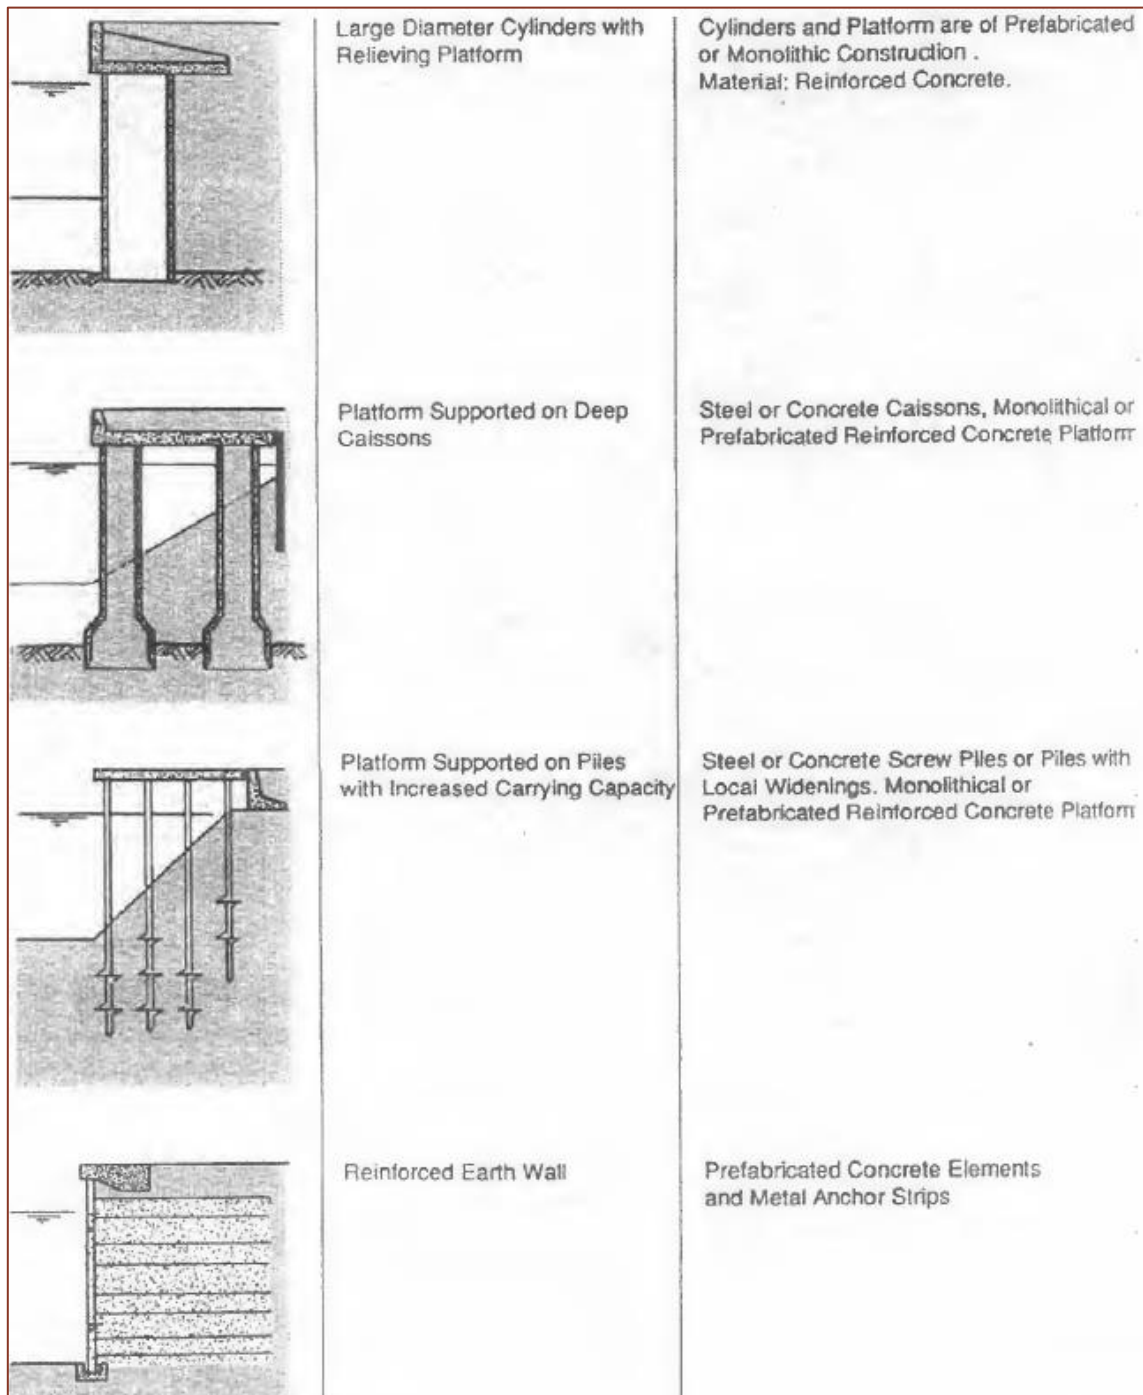 Large Diameter Cylinders with
Relieving Platform
Cylinders and Platform are of Prefabricated
or Monolithic Construction .
Material: Reinforced Concrete.
Platform Supported on Deep
Caissons
Steel or Concrete Caissons, Monolithical or
Prefabricated Reinforced Concrete Platform
Platform Supported on Piles
with Increased Carrying Capacity
Steel or Concrete Screw Piles or Piles with
Local Widenings. Monolithical or
Prefabricated Reinforced Concrete Platform
Reinforced Earth Wall
Prefabricated Concrete Elements
and Metal Anchor Strips